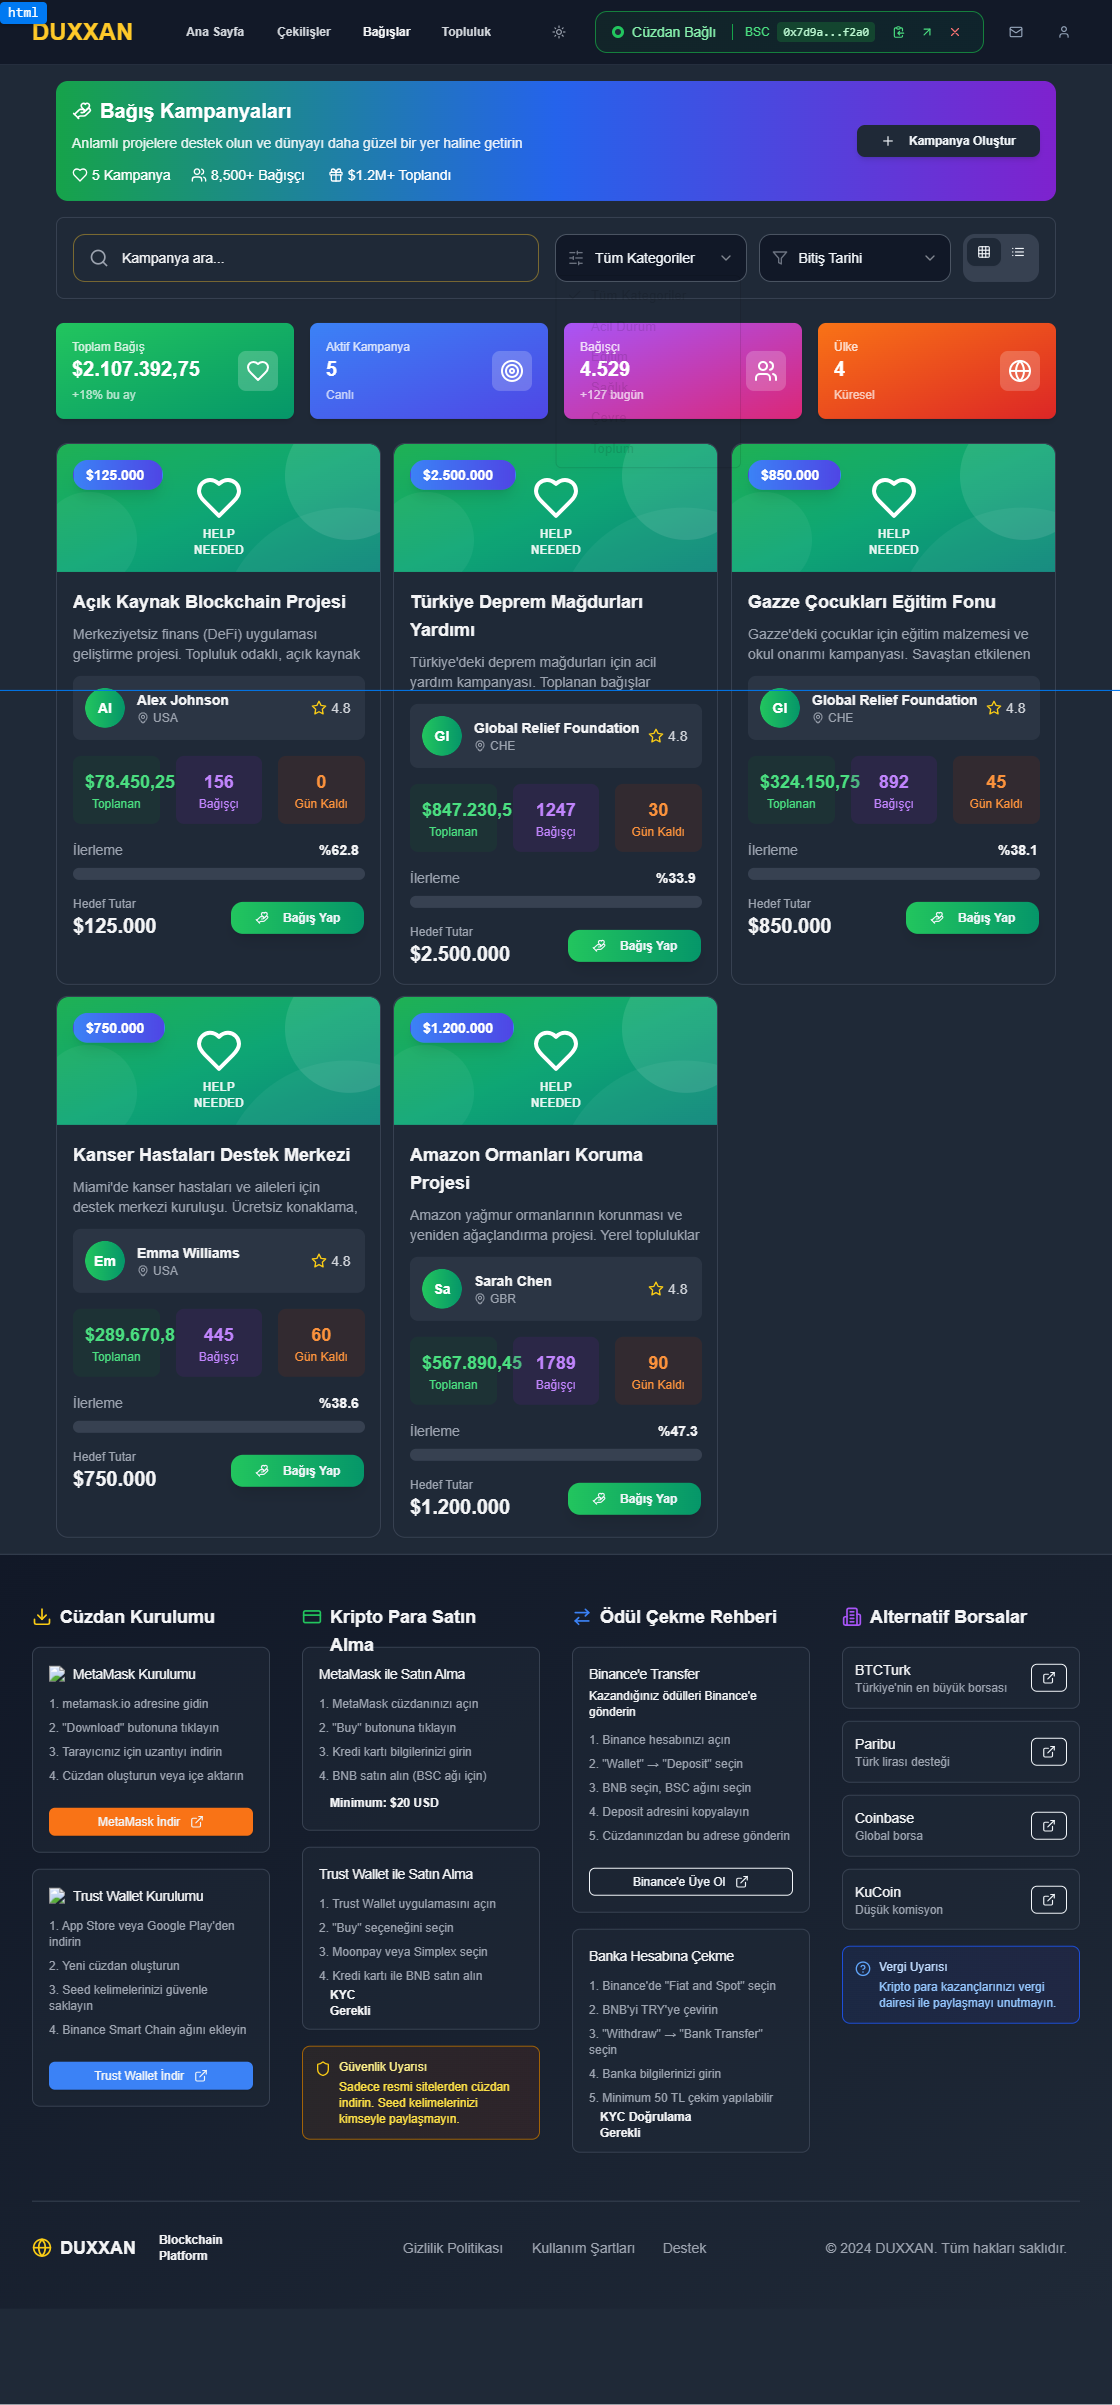 html
DUXXAN
Ana Sayfa
Çekilişler
Bağışlar
Topluluk
Cüzdan Bağlı
BSC
0x7d9a...f2a0
Bağış Kampanyaları
Anlamlı projelere destek olun ve dünyayı daha güzel bir yer haline getirin
5 Kampanya
8,500+ Bağışçı
$1.2M+ Toplandı
Kampanya Oluştur
Kampanya ara...
Tüm Kategoriler
Bitiş Tarihi
Acil Durum
Sağlık
Çevre
Toplum
Toplam Bağış
$2.107.392,75
+18% bu ay
Aktif Kampanya
5
Canlı
Bağışçı
4.529
+127 bugün
Ülke
4
Küresel
$125.000
HELP
NEEDED
Açık Kaynak Blockchain Projesi
Merkeziyetsiz finans (DeFi) uygulaması
geliştirme projesi. Topluluk odaklı, açık kaynak
Al
Alex Johnson
USA
4.8
$78.450,25
Toplanan
156
Bağışçı
0
Gün Kaldı
İlerleme
%62.8
Hedef Tutar
$125.000
Bağış Yap
$2.500.000
HELP
NEEDED
Türkiye Deprem Mağdurları
Yardımı
Türkiye'deki deprem mağdurları için acil
yardım kampanyası. Toplanan bağışlar
Gl
Global Relief Foundation
CHE
4.8
$847.230,5
Toplanan
1247
Bağışçı
30
Gün Kaldı
İlerleme
%33.9
Hedef Tutar
$2.500.000
Bağış Yap
$850.000
HELP
NEEDED
Gazze Çocukları Eğitim Fonu
Gazze'deki çocuklar için eğitim malzemesi ve
okul onarımı kampanyası. Savaştan etkilenen
Gl
Global Relief Foundation
CHE
4.8
$324.150,75
Toplanan
892
Bağışçı
45
Gün Kaldı
İlerleme
%38.1
Hedef Tutar
$850.000
Bağış Yap
$750.000
HELP
NEEDED
Kanser Hastaları Destek Merkezi
Miami'de kanser hastaları ve aileleri için
destek merkezi kuruluşu. Ücretsiz konaklama,
Em
Emma Williams
USA
4.8
$289.670,8
Toplanan
445
Bağışçı
60
Gün Kaldı
İlerleme
%38.6
Hedef Tutar
$750.000
Bağış Yap
$1.200.000
HELP
NEEDED
Amazon Ormanları Koruma
Projesi
Amazon yağmur ormanlarının korunması ve
yeniden ağaçlandırma projesi. Yerel topluluklar
Sa
Sarah Chen
GBR
4.8
$567.890,45
Toplanan
1789
Bağışçı
90
Gün Kaldı
İlerleme
%47.3
Hedef Tutar
$1.200.000
Bağış Yap
Cüzdan Kurulumu
MetaMask Kurulumu
1. metamask.io adresine gidin
2. "Download" butonuna tıklayın
3. Tarayıcınız için uzantıyı indirin
4. Cüzdan oluşturun veya içe aktarın
MetaMask İndir
Trust Wallet Kurulumu
1. App Store veya Google Play'den
indirin
2. Yeni cüzdan oluşturun
3. Seed kelimelerinizi güvenle
saklayın
4. Binance Smart Chain ağını ekleyin
Trust Wallet İndir
Kripto Para Satın
Alma
MetaMask ile Satın Alma
1. MetaMask cüzdanınızı açın
2. "Buy" butonuna tıklayın
3. Kredi kartı bilgilerinizi girin
4. BNB satın alın (BSC ağı için)
Minimum: $20 USD
Trust Wallet ile Satın Alma
1. Trust Wallet uygulamasını açın
2. "Buy" seçeneğini seçin
3. Moonpay veya Simplex seçin
4. Kredi kartı ile BNB satın alın
KYC
Gerekli
Güvenlik Uyarısı
Sadece resmi sitelerden cüzdan
indirin. Seed kelimelerinizi
kimseyle paylaşmayın.
Ödül Çekme Rehberi
Binance'e Transfer
Kazandığınız ödülleri Binance'e
gönderin
1. Binance hesabınızı açın
2. "Wallet" → "Deposit" seçin
3. BNB seçin, BSC ağını seçin
4. Deposit adresini kopyalayın
5. Cüzdanınızdan bu adrese gönderin
Binance'e Üye Ol
Banka Hesabına Çekme
1. Binance'de "Fiat and Spot" seçin
2. BNB'yi TRY'ye çevirin
3. "Withdraw" → "Bank Transfer"
seçin
4. Banka bilgilerinizi girin
5. Minimum 50 TL çekim yapılabilir
KYC Doğrulama
Gerekli
Alternatif Borsalar
BTCTurk
Türkiye'nin en büyük borsası
Paribu
Türk lirası desteği
Coinbase
Global borsa
KuCoin
Düşük komisyon
Vergi Uyarısı
Kripto para kazançlarınızı vergi
dairesi ile paylaşmayı unutmayın.
DUXXAN
Blockchain
Platform
Gizlilik Politikası
Kullanım Şartları
Destek
© 2024 DUXXAN. Tüm hakları saklıdır.